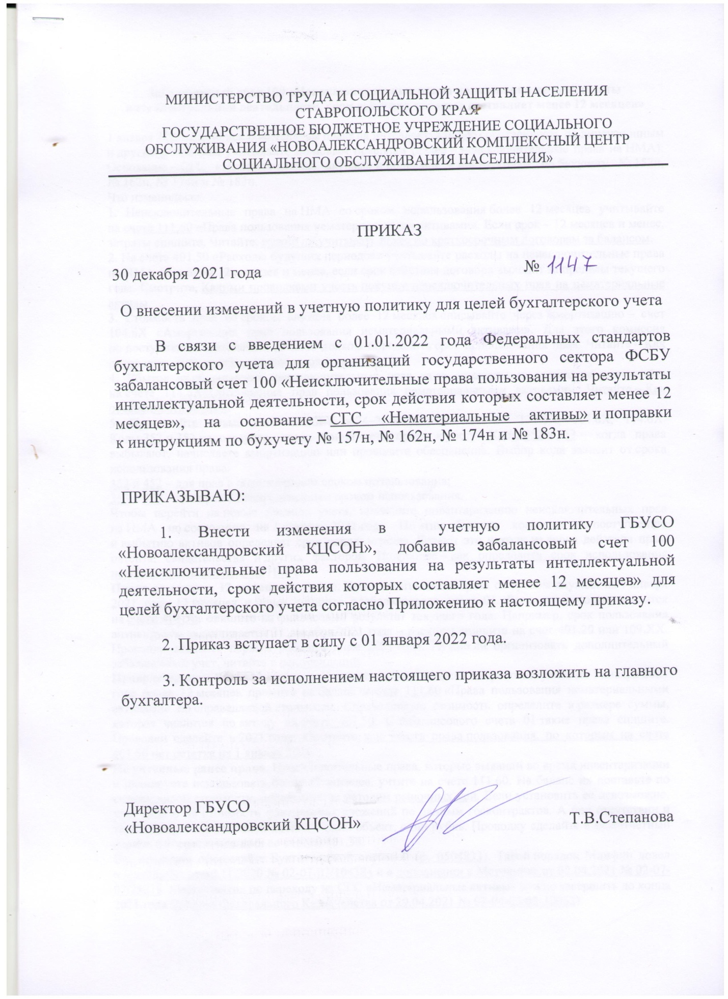 МИНИСТЕРСТВО ТРУДА И СОЦИАЛЬНОЙ ЗАЩИТЫ НАСЕЛЕНИЯ
СТАВРОПОЛЬСКОГО КРАЯ
ГОСУДАРСТВЕННОЕ БЮДЖЕТНОЕ УЧРЕЖДЕНИЕ СОЦИАЛЬНОГО
ОБСЛУЖИВАНИЯ «НОВОАЛЕКСАНДРОВСКИЙ КОМПЛЕКСНЫЙ ЦЕНТР
СОЦИАЛЬНОГО ОБСЛУЖИВАНИЯ НАСЕЛЕНИЯ»
ПРИКАЗ
30 декабря 2021 года № 1147
О внесении изменений в учетную политику для целей бухгалтерского учета
В связи с введением с 01.01.2022 года Федеральных стандартов
бухгалтерского учета для организаций государственного сектора ФСБУ
забалансовый счет 100 «Неисключительные права пользования на результаты
интеллектуальной деятельности, срок действия которых составляет менее 12
месяцев», на основание – СГС «Нематериальные активы» и поправки
к инструкциям по бухучету № 157н, № 162н, № 174н и № 183н.
ПРИКАЗЫВАЮ:
1. Внести изменения в учетную политику ГБУСО
«Новоалександровский КЦСОН», добавив забалансовый счет 100
«Неисключительные права пользования на результаты интеллектуальной
деятельности, срок действия которых составляет менее 12 месяцев» для
целей бухгалтерского учета согласно Приложению к настоящему приказу.
2. Приказ вступает в силу с 01 января 2022 года.
3. Контроль за исполнением настоящего приказа возложить на главного
бухгалтера.
Директор ГБУСО
«Новоалександровский КЦСОН» Т.В.Степанова